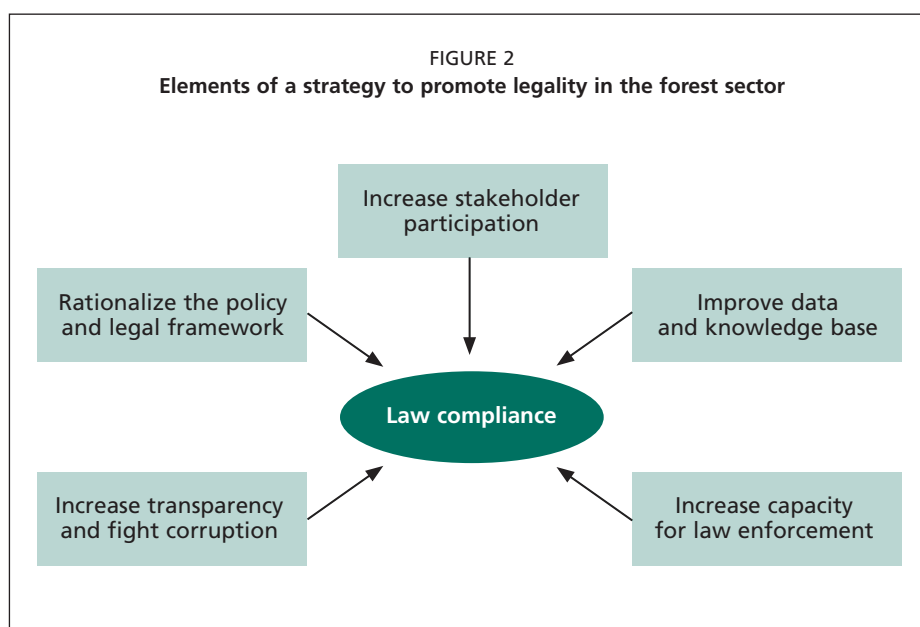 FIGURE 2
Elements of a strategy to promote legality in the forest sector
Increase stakeholder
participation
Rationalize the policy
and legal framework
Improve data
and knowledge base
Law compliance
Increase transparency
and fight corruption
Increase capacity
for law enforcement